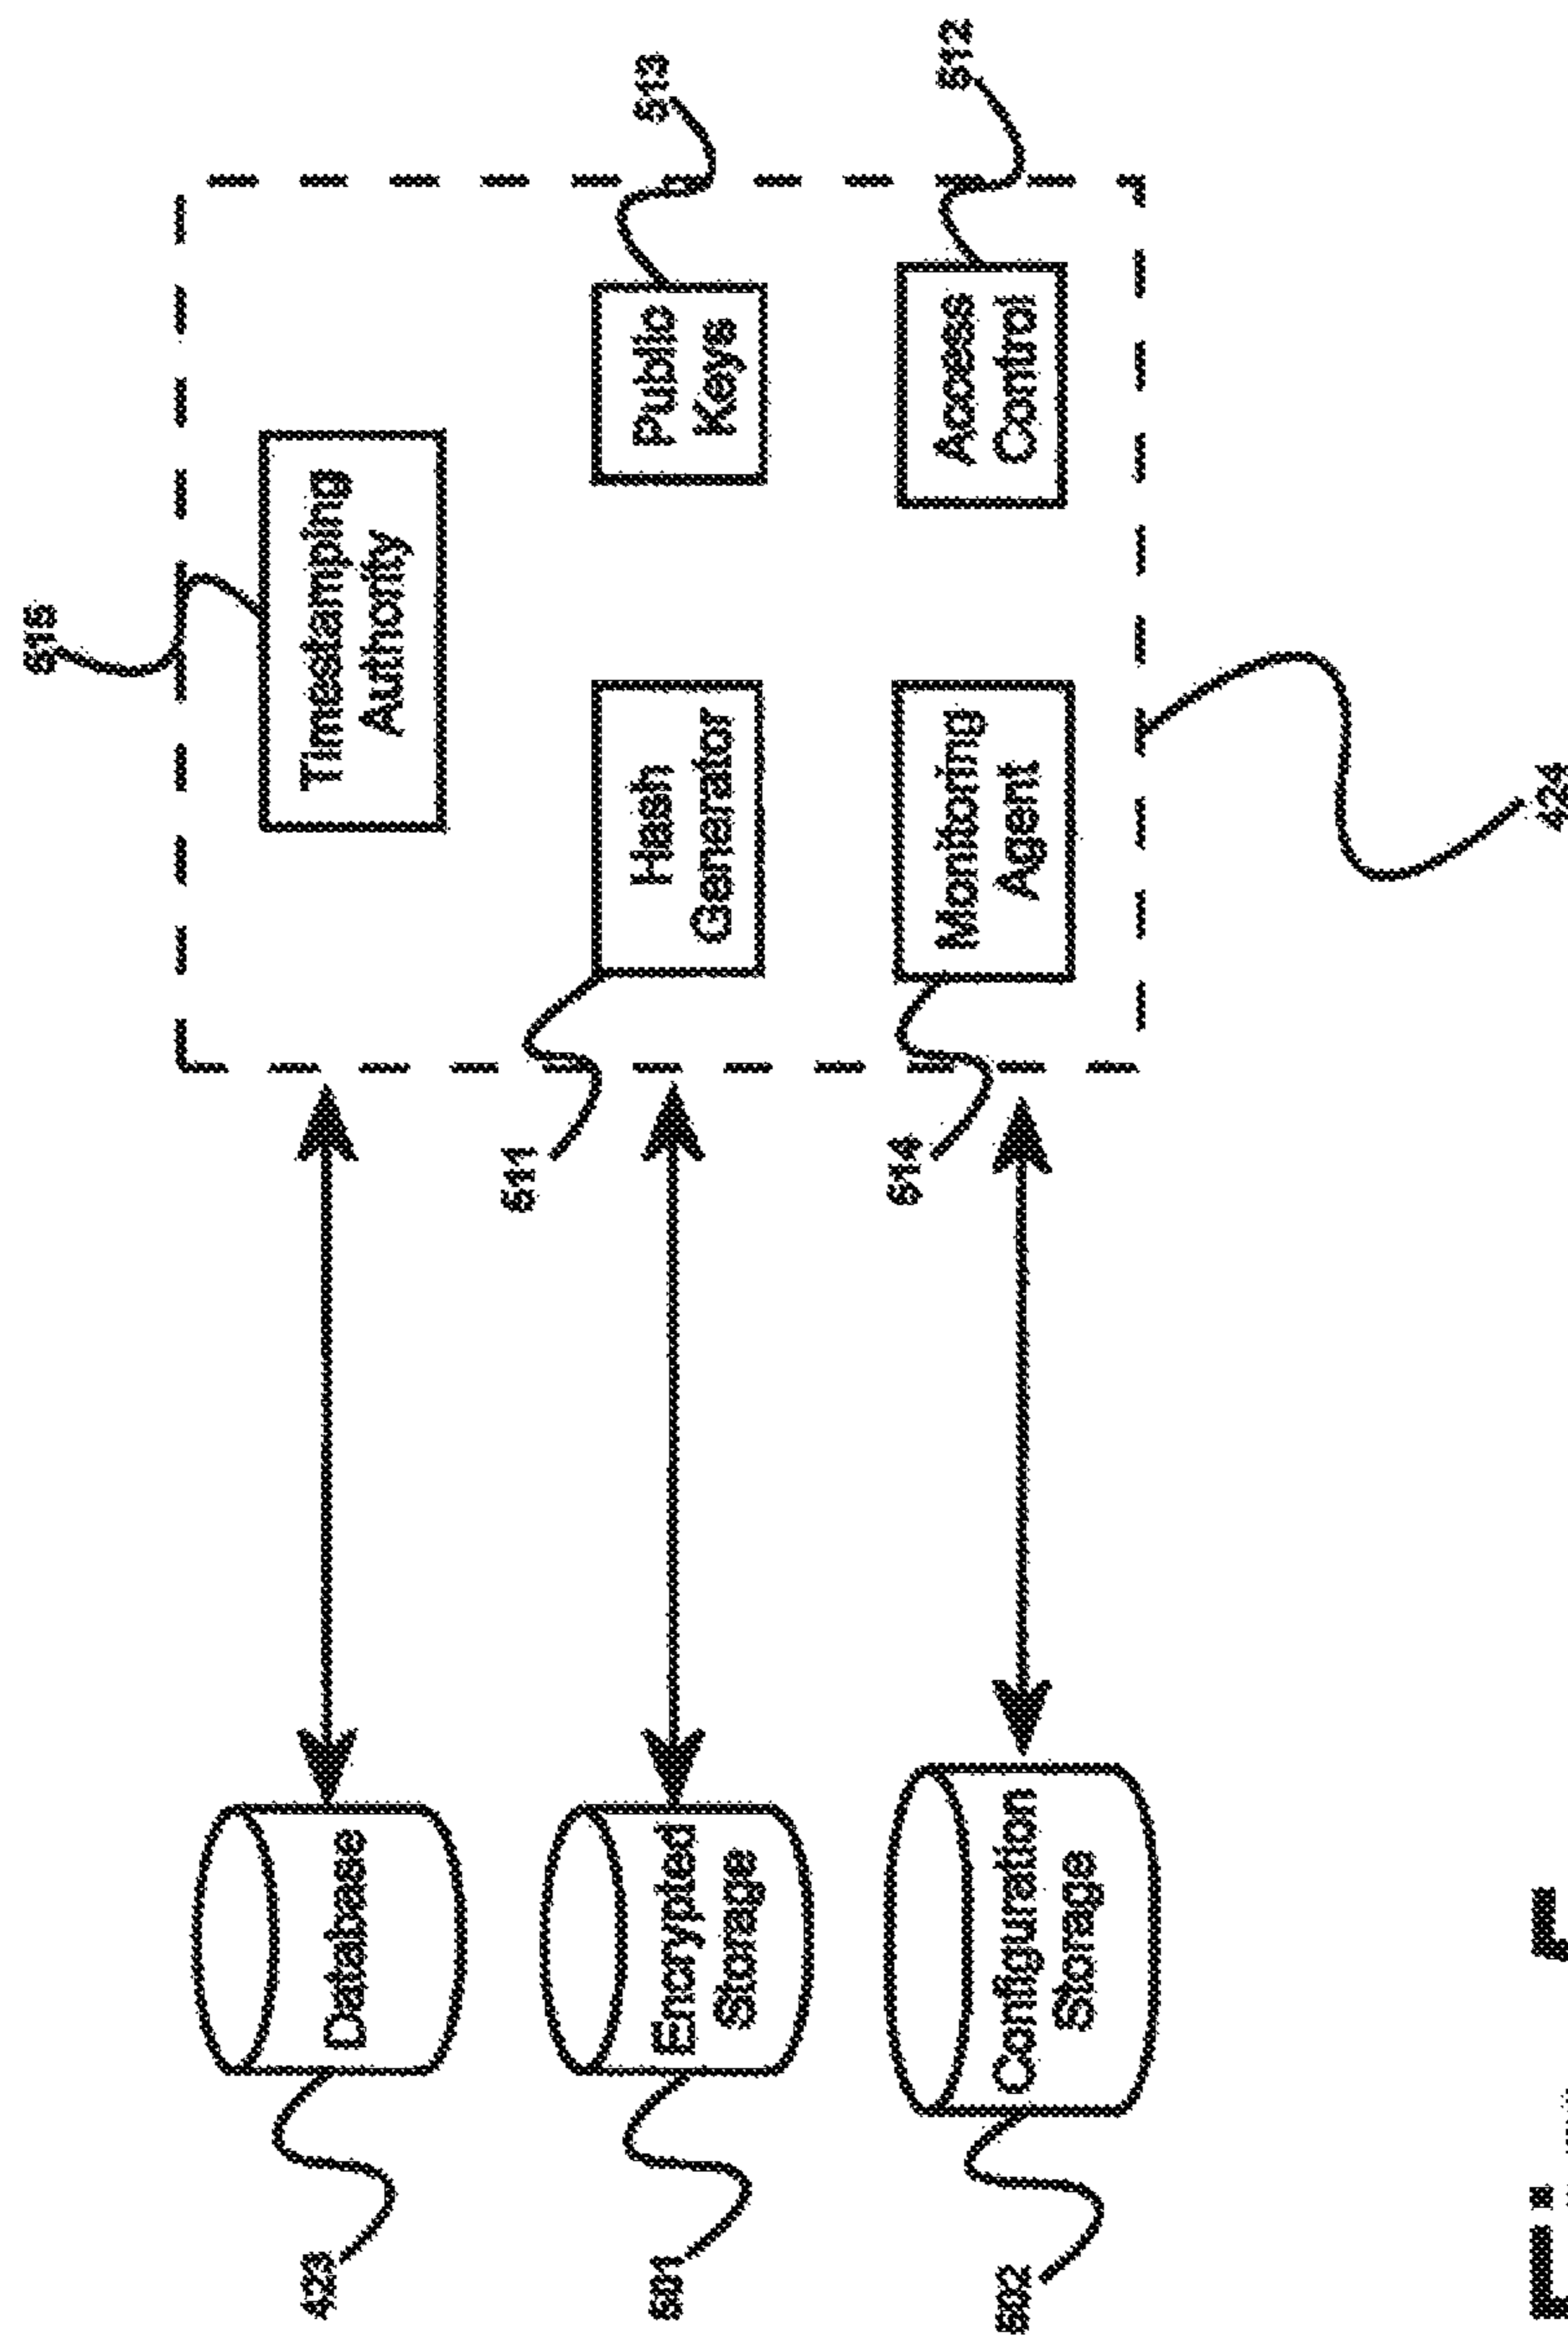 515
Timestamping
Authority
513
Public
Keys
512
Access
Control
511
Hash
Generator
514
Monitoring
Agent
424
423
Database
501
Encrypted
Storage
502
Configuration
Storage